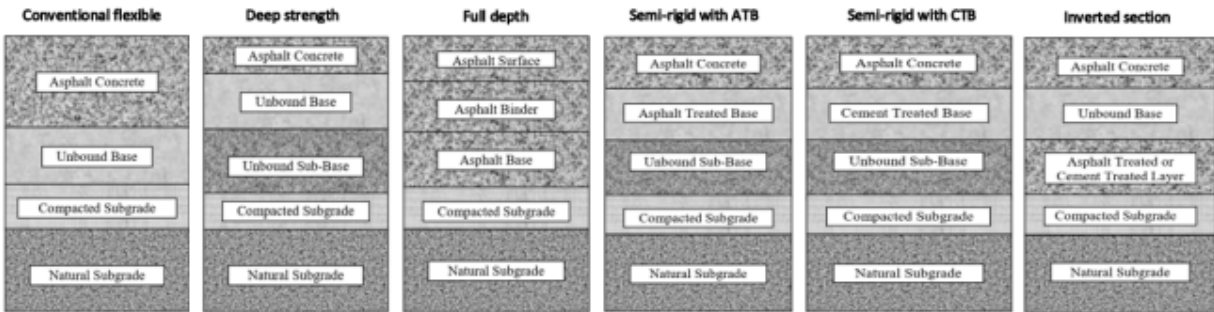 Conventional flexible
Asphalt Concrete
Unbound Base
Compacted Subgrade
Natural Subgrade
Deep strength
Asphalt Concrete
Unbound Base
Unbound Sub-Base
Compacted Subgrade
Natural Subgrade
Full depth
Asphalt Surface
Asphalt Binder
Asphalt Base
Compacted Subgrade
Natural Subgrade
Semi-rigid with ATB
Asphalt Concrete
Asphalt Treated Base
Unbound Sub-Base
Compacted Subgrade
Natural Subgrade
Semi-rigid with CTB
Asphalt Concrete
Cement Treated Base
Unbound Sub-Base
Compacted Subgrade
Natural Subgrade
Inverted section
Asphalt Concrete
Unbound Base
Asphalt Treated or
Cement Treated Layer
Compacted Subgrade
Natural Subgrade